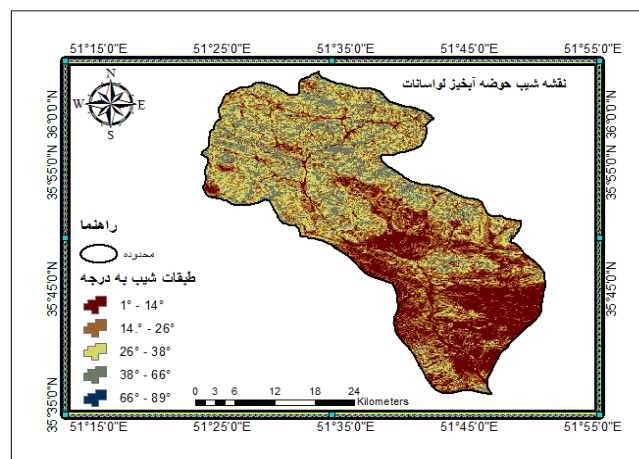 51°15'0"E 51°25'0"E 51°35'0"E 51°45'0"E 51°55'0"E
نقشه شیب حوضه آبخیز لواسانات
N
W E
S
36°0'0"N 36°0'0"N
35°55'0"N 35°55'0"N
راهنما
محدوده
طبقات شیب به درجه
35°45'0"N 35°45'0"N
1° - 14°
14.° - 26°
26° - 38°
38° - 66°
66° - 89°
0 3 6 12 18 24
Kilometers
35°35'0"N 35°35'0"N
51°15'0"E 51°25'0"E 51°35'0"E 51°45'0"E 51°55'0"E